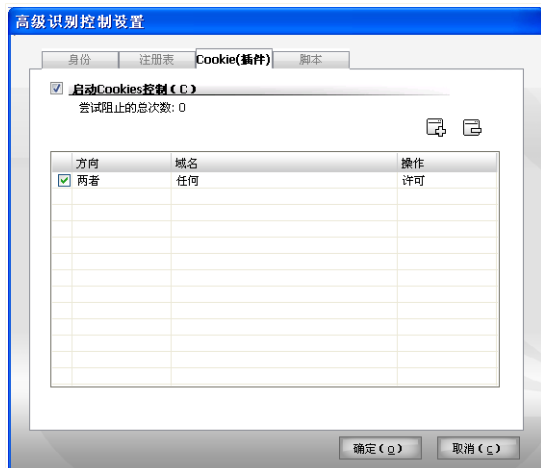 高级识别控制设置
身份 注册表 Cookie(插件) 脚本
启动Cookies控制(C)
尝试阻止的总次数: 0
方向 域名 操作
两者 任何 许可
确定(o) 取消(c)